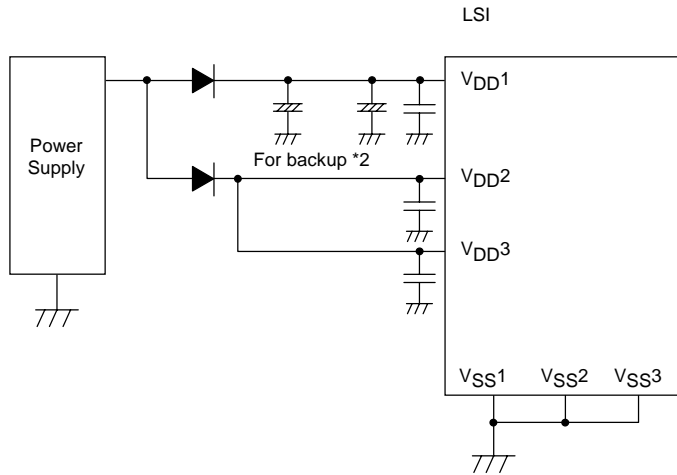 LSI
Power
Supply
VDD1
For backup *2
VDD2
VDD3
VSS1 VSS2 VSS3